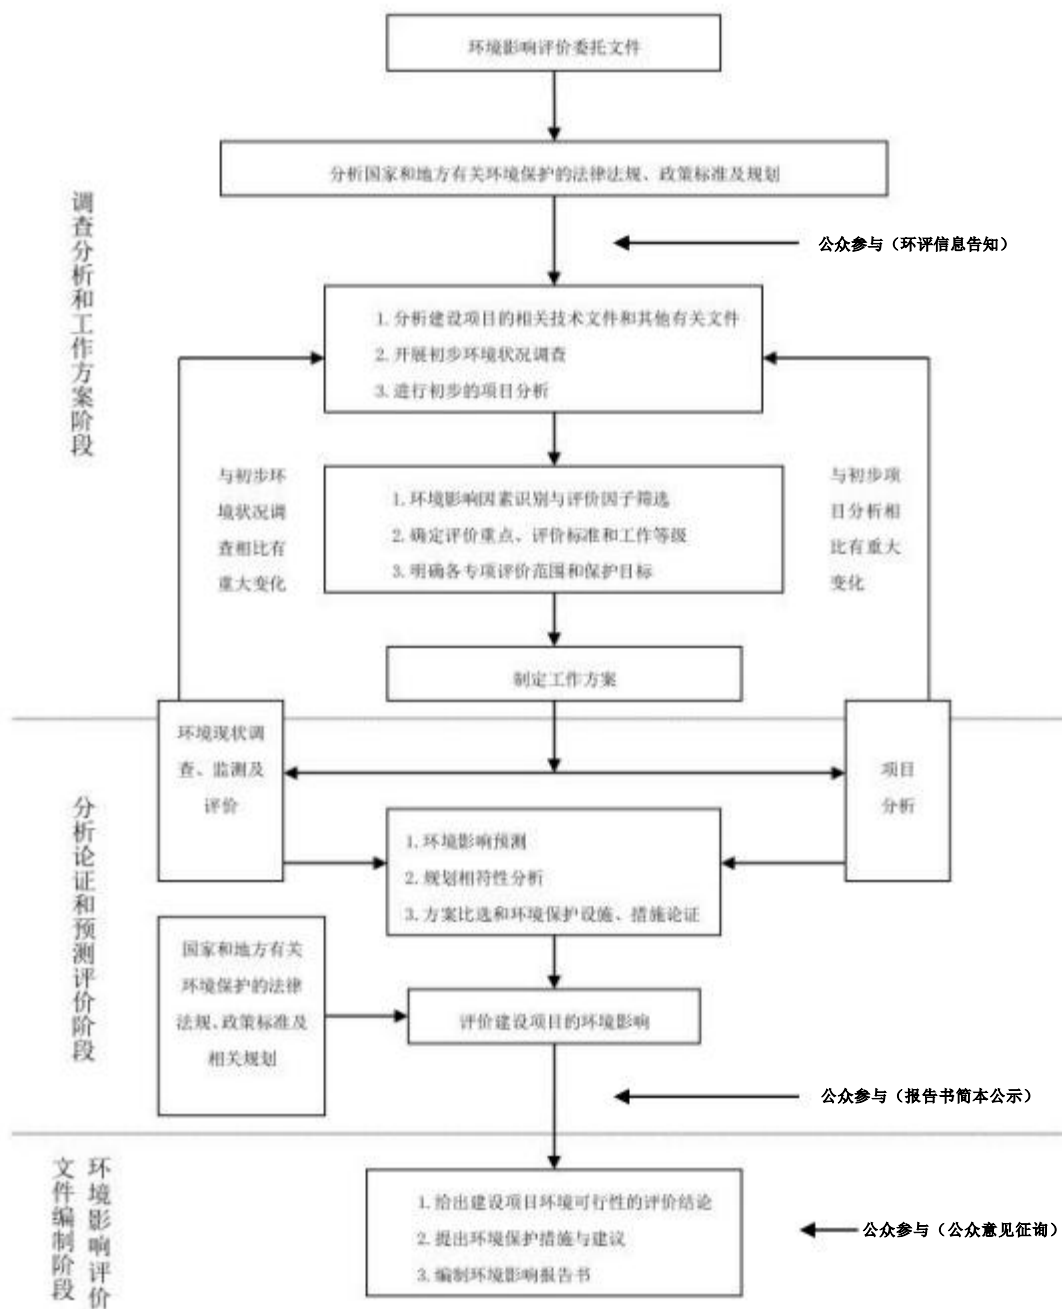 环境影响评价委托文件
分析国家和地方有关环境保护的法律法规、政策标准及规划
公众参与（环评信息告知）
调查分析和工作方案阶段
1.分析建设项目的相关技术文件和其他有关文件
2.开展初步环境状况调查
3.进行初步的项目分析
与初步环
境状况调
查相比有
重大变化
1.环境影响因素识别与评价因子筛选
2.确定评价重点、评价标准和工作等级
3.明确各专项评价范围和保护目标
与初步项
目分析相
比有重大
变化
制定工作方案
分析论证和预测评价阶段
环境现状调
查、监测及
评价
项目
分析
1.环境影响预测
2.规划相符性分析
3.方案比选和环境保护设施、措施论证
国家和地方有关
环境保护的法律
法规、政策标准及
相关规划
评价建设项目的环境影响
公众参与（报告书简本公示）
环境影响评价
文件编制阶段
1.给出建设项目环境可行性的评价结论
2.提出环境保护措施与建议
3.编制环境影响报告书
公众参与（公众意见征询）